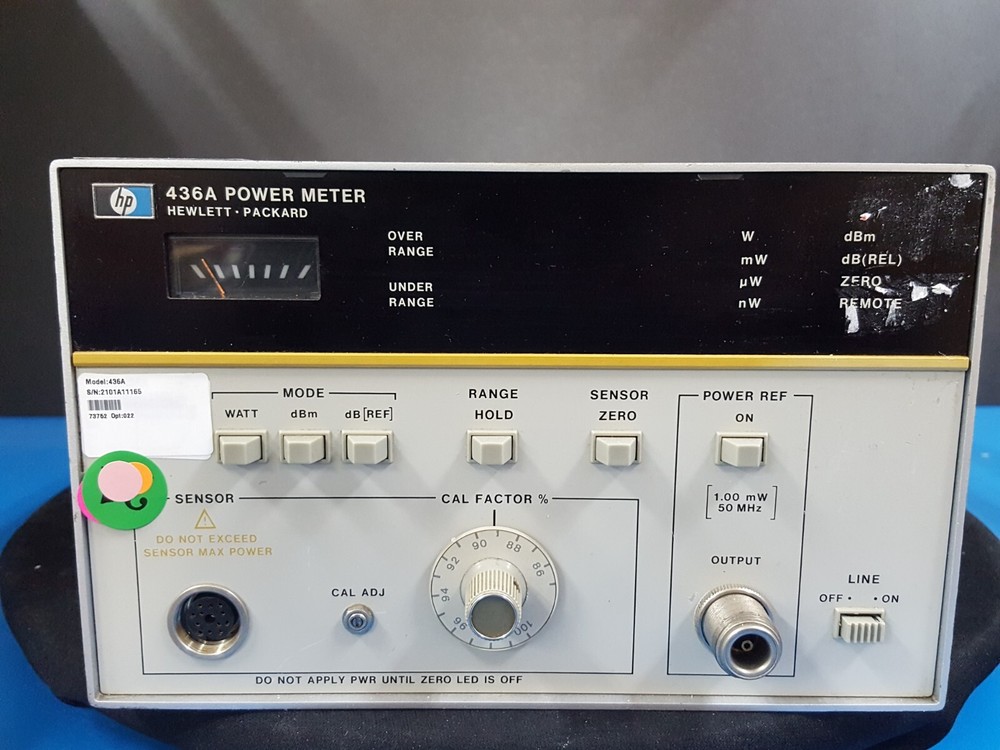 hp
436A POWER METER
HEWLETT · PACKARD
OVER
RANGE
UNDER
RANGE
W
mW
µW
nW
dBm
dB(REL)
ZERO
REMOTE
Model:436A
S/N:2101A11165
73752 Opt:022
MODE
WATT
dBm
dB [REF]
RANGE
HOLD
SENSOR
ZERO
POWER REF
ON
1.00 mW
50 MHz
OUTPUT
SENSOR
DO NOT EXCEED
SENSOR MAX POWER
CAL ADJ
CAL FACTOR %
86
88
90
92
94
96
100
LINE
OFF · · ON
DO NOT APPLY PWR UNTIL ZERO LED IS OFF